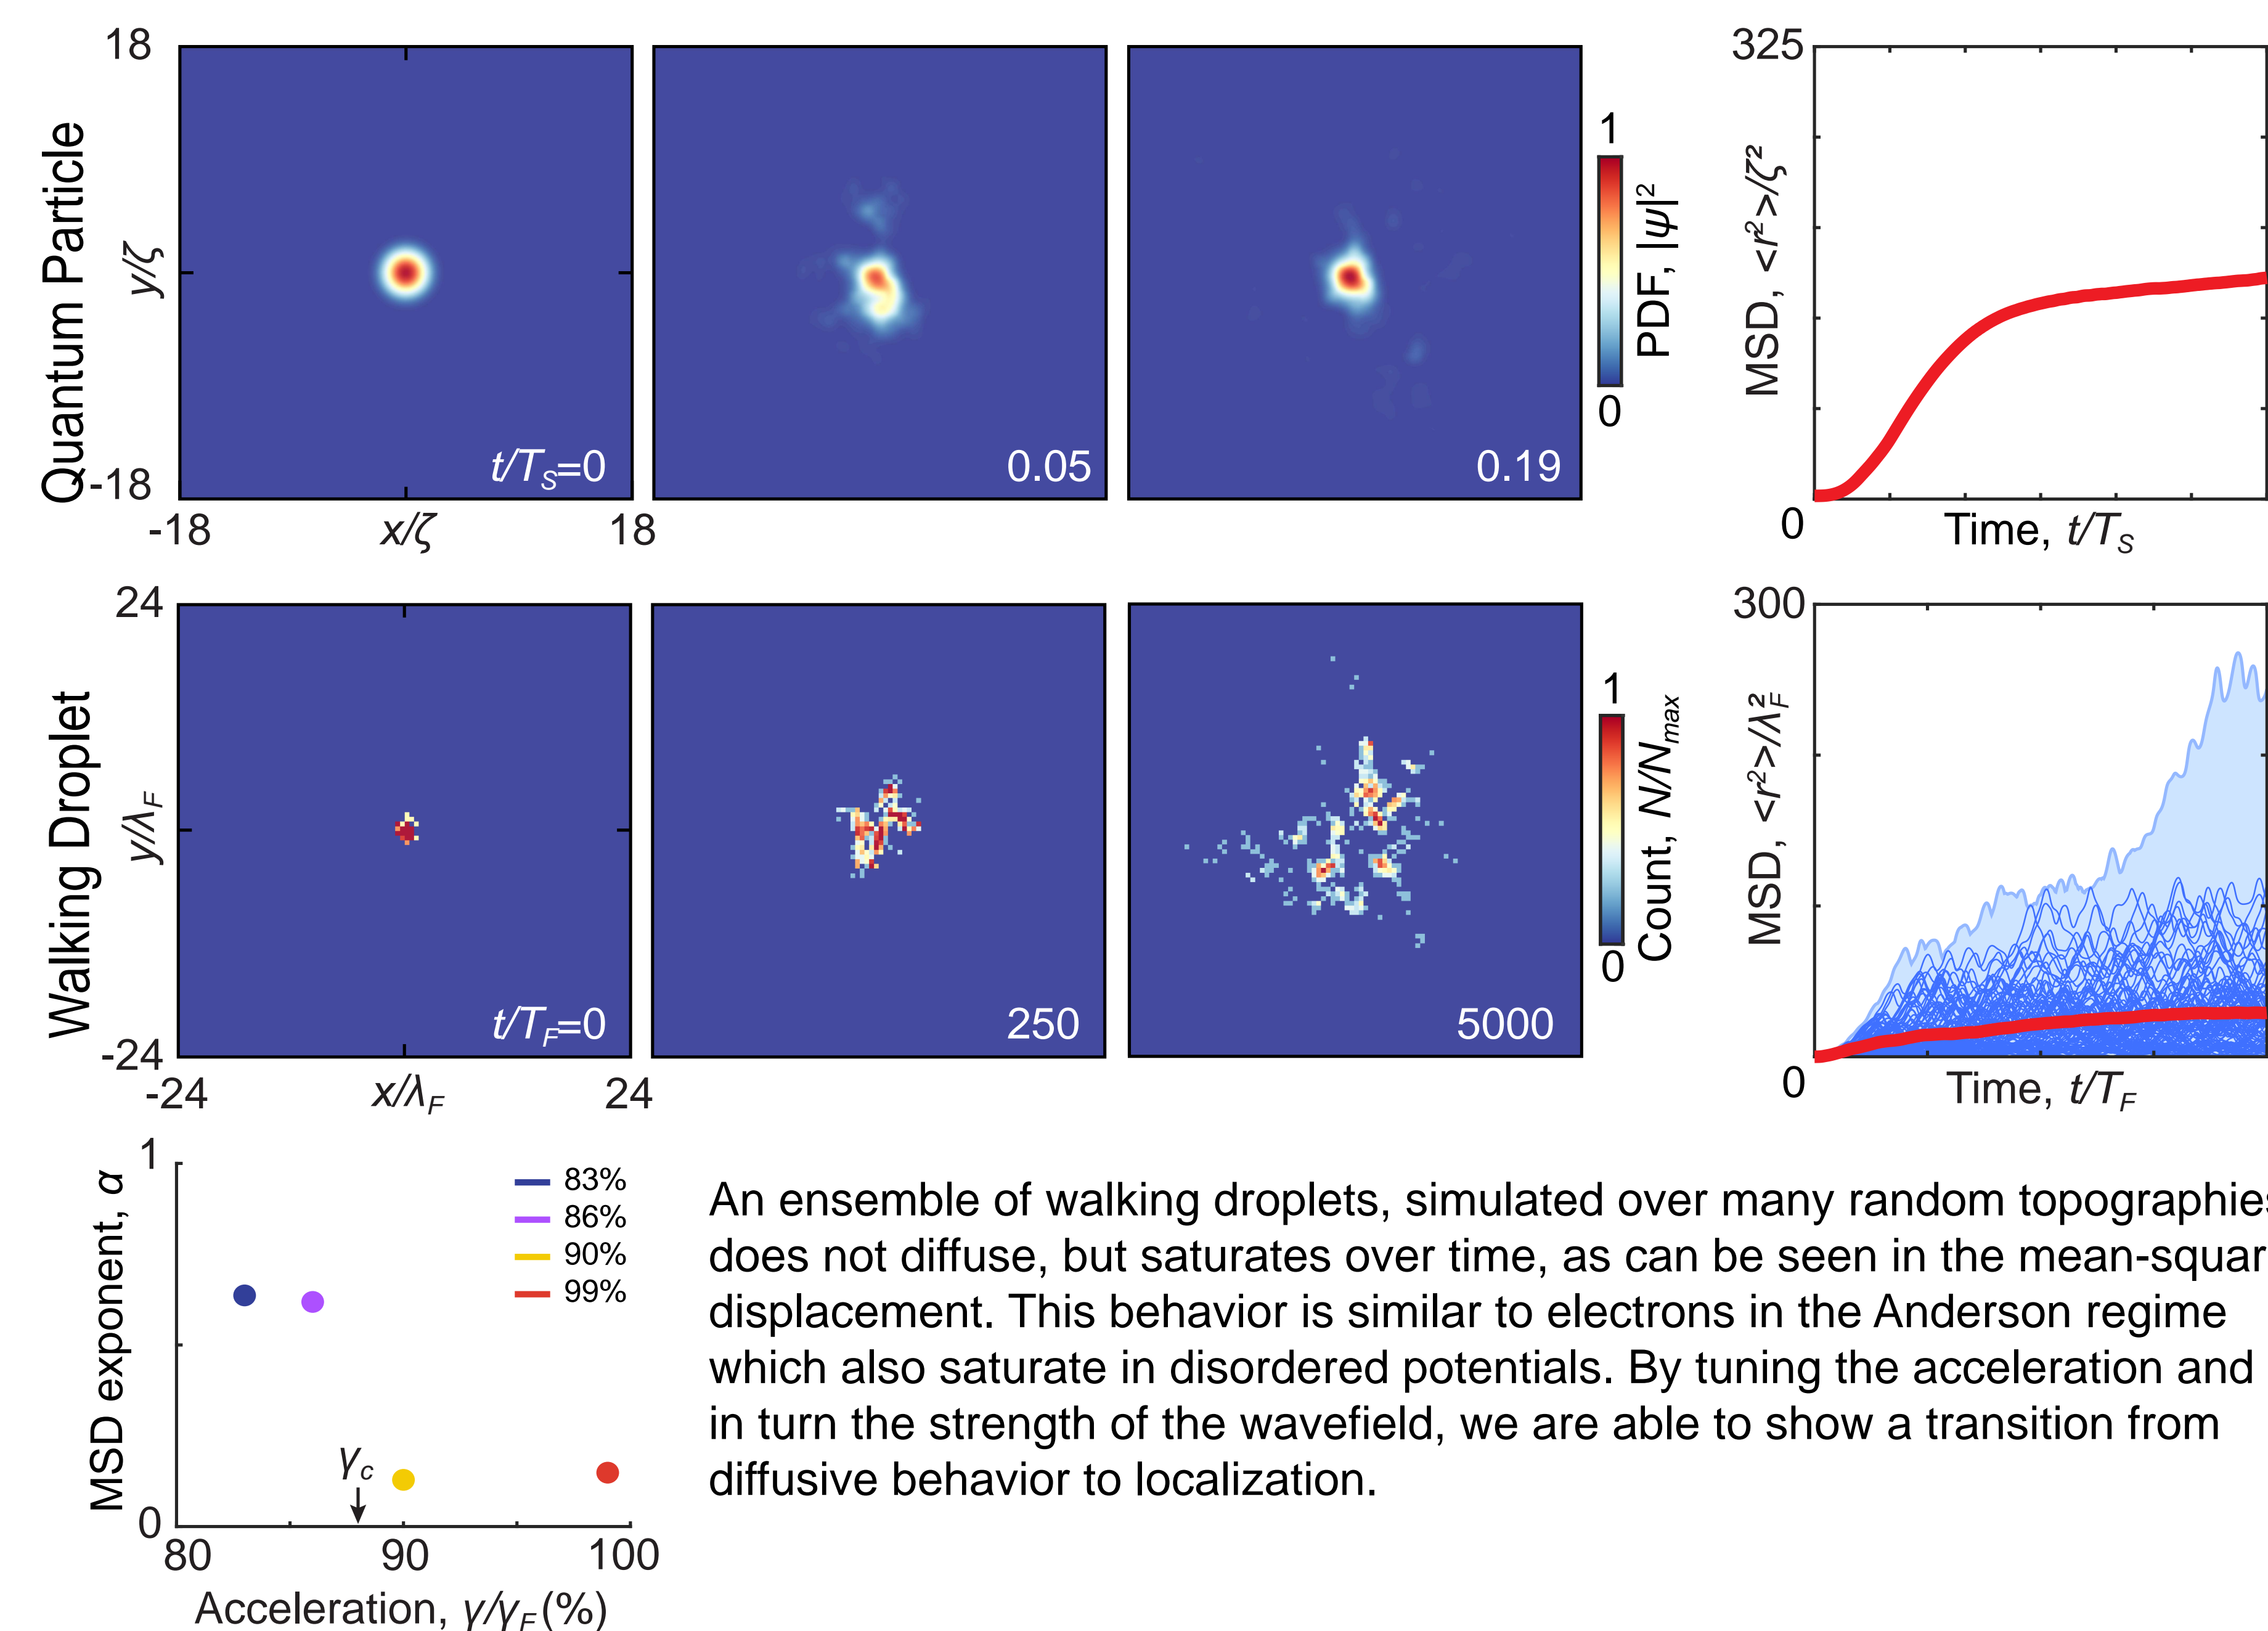 Quantum Particle
y/ζ
18
-18
-18
x/ζ
18
t/T_S=0
0.05
0.19
1
0
PDF, |ψ|²
325
MSD, <r²>/ζ²
0
Time, t/T_S
Walking Droplet
y/λ_F
24
-24
-24
x/λ_F
24
t/T_F=0
250
5000
1
0
Count, N/N_max
300
MSD, <r²>/λ_F²
0
Time, t/T_F
MSD exponent, α
1
0
83%
86%
90%
99%
γ_c
80
90
100
Acceleration, γ/γ_F (%)
An ensemble of walking droplets, simulated over many random topographies
does not diffuse, but saturates over time, as can be seen in the mean-squar
displacement. This behavior is similar to electrons in the Anderson regime
which also saturate in disordered potentials. By tuning the acceleration and
in turn the strength of the wavefield, we are able to show a transition from
diffusive behavior to localization.